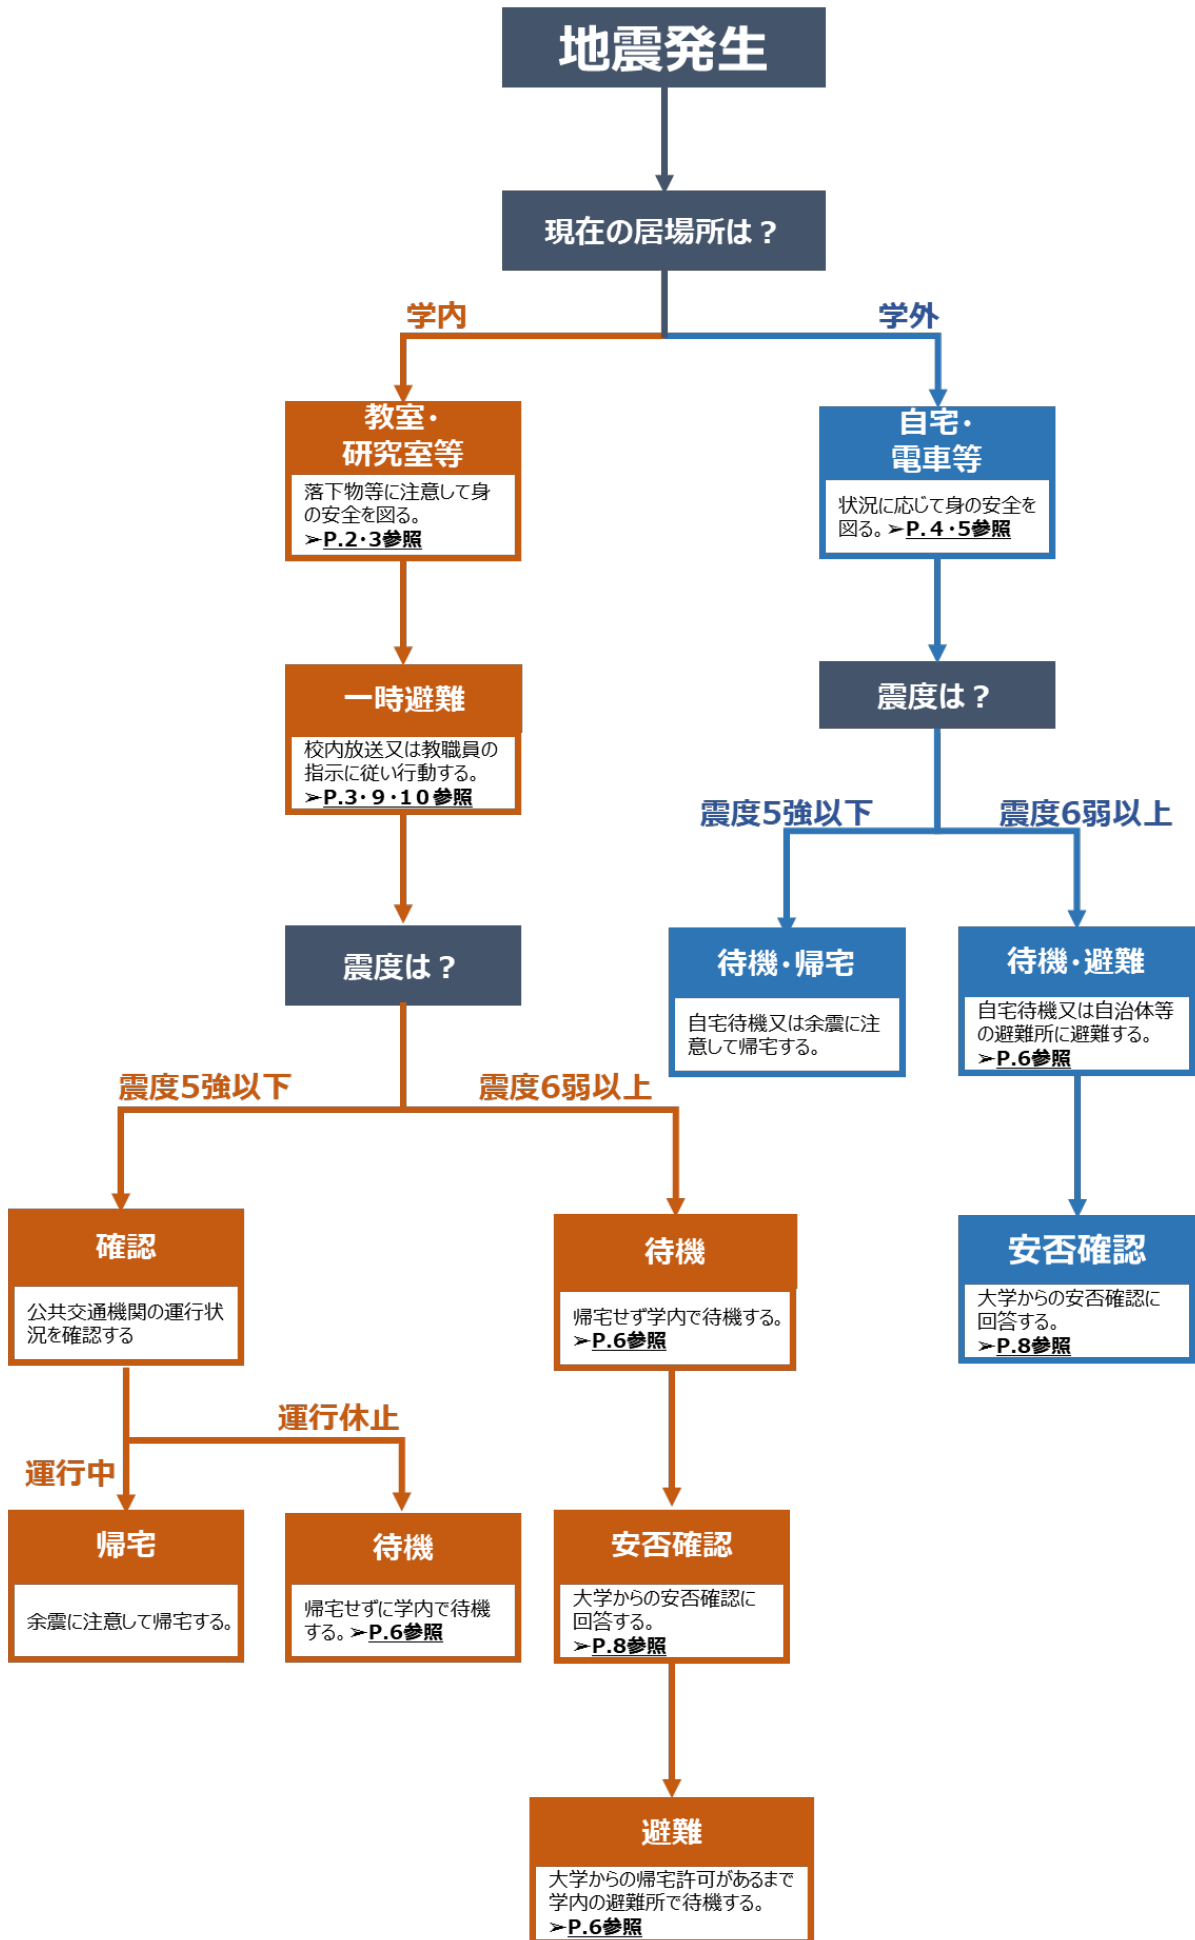 地震発生
現在の居場所は？
学内
学外
教室・
研究室等
落下物等に注意して身
の安全を図る。
➢P.2・3参照
自宅・
電車等
状況に応じて身の安全を
図る。➢P.４・5参照
一時避難
校内放送又は教職員の
指示に従い行動する。
➢P.3・９・１０参照
震度は？
震度5強以下
震度6弱以上
待機・帰宅
自宅待機又は余震に注
意して帰宅する。
待機・避難
自宅待機又は自治体等
の避難所に避難する。
➢P.6参照
安否確認
大学からの安否確認に
回答する。
➢P.8参照
震度は？
震度5強以下
震度6弱以上
確認
公共交通機関の運行状
況を確認する
待機
帰宅せず学内で待機する。
➢P.6参照
運行休止
運行中
帰宅
余震に注意して帰宅する。
待機
帰宅せずに学内で待機
する。➢P.6参照
安否確認
大学からの安否確認に
回答する。
➢P.8参照
避難
大学からの帰宅許可があるまで
学内の避難所で待機する。
➢P.6参照